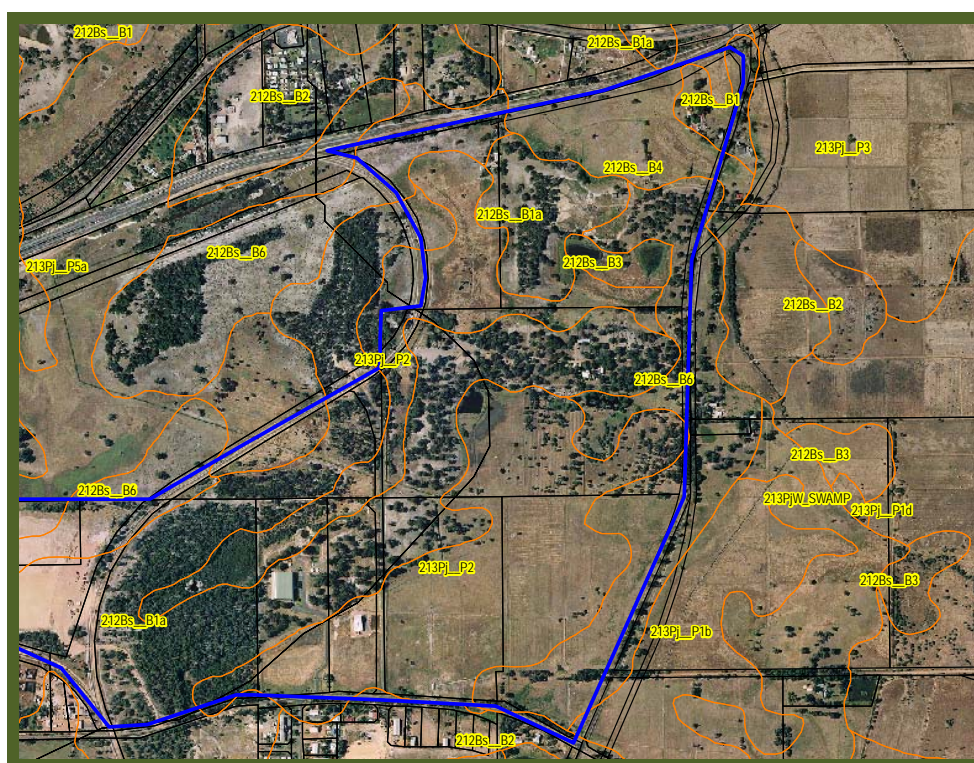 212Bs__B1
212Bs__B1a
212Bs__B2
212Bs__B1
213Pj__P3
212Bs__B4
212Bs__B1a
212Bs__B6
212Bs__B3
213Pj__P5a
212Bs__B2
213Pj__P2
212Bs__B6
212Bs__B3
212Bs__B6
213PjW_SWAMP
213Pj__P1d
213Pj__P2
212Bs__B3
212Bs__B1a
213Pj__P1b
212Bs__B2